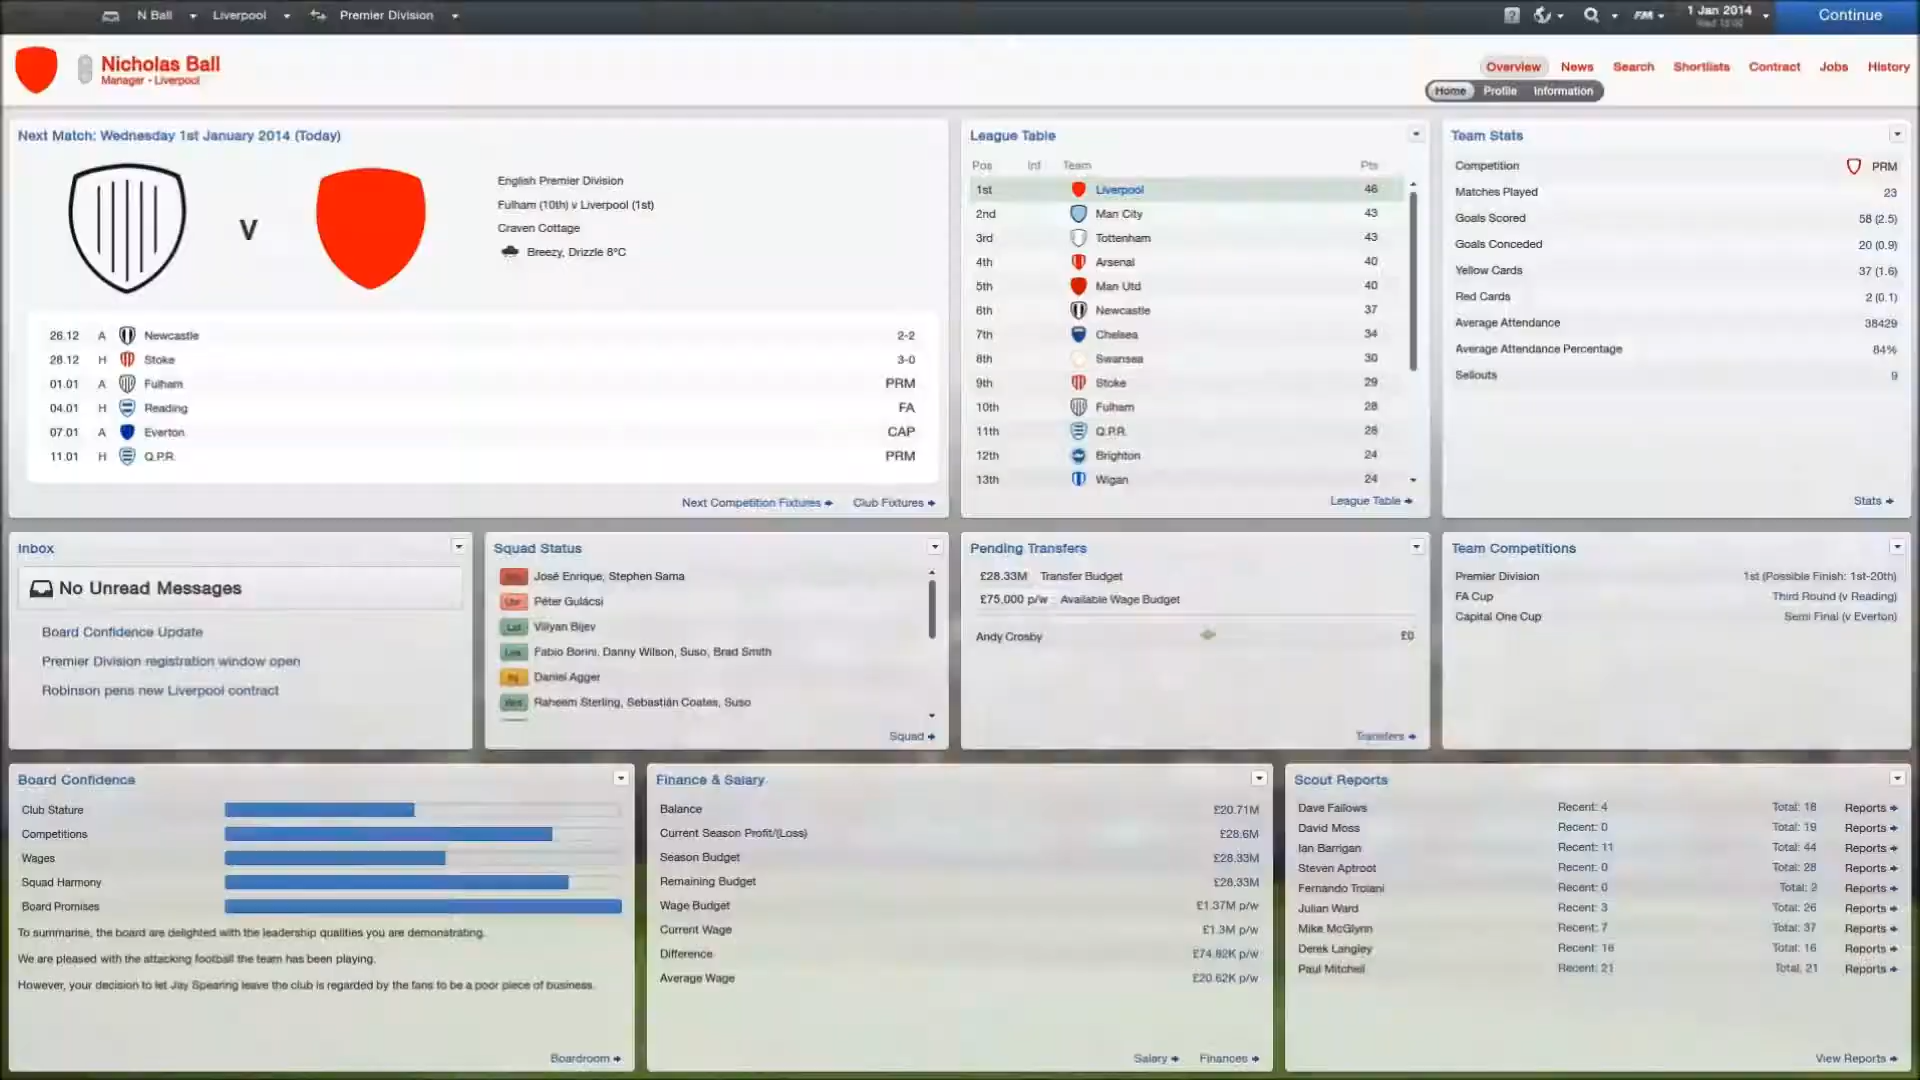 N Ball
Liverpool
Premier Division
FM
1 Jan 2014
Continue
Nicholas Ball
Manager - Liverpool
Overview News Search Shortlists Contract Jobs History
Home Profile Information
Next Match: Wednesday 1st January 2014 (Today)
V
English Premier Division
Fulham (10th) v Liverpool (1st)
Craven Cottage
Breezy, Drizzle 8°C
26.12 A Newcastle 2-2
28.12 H Stoke 3-0
01.01 A Fulham PRM
04.01 H Reading FA
07.01 A Everton CAP
11.01 H Q.P.R. PRM
Next Competition Fixtures Club Fixtures
League Table
Pos Inf Team Pts
1st Liverpool 46
2nd Man City 43
3rd Tottenham 43
4th Arsenal 40
5th Man Utd 40
6th Newcastle 37
7th Chelsea 34
8th Swansea 30
9th Stoke 29
10th Fulham 28
11th Q.P.R. 28
12th Brighton 24
13th Wigan 24
League Table
Team Stats
Competition PRM
Matches Played 23
Goals Scored 58 (2.5)
Goals Conceded 20 (0.9)
Yellow Cards 37 (1.6)
Red Cards 2 (0.1)
Average Attendance 38429
Average Attendance Percentage 84%
Sellouts 9
Stats
Inbox
No Unread Messages
Board Confidence Update
Premier Division registration window open
Robinson pens new Liverpool contract
Squad Status
José Enrique, Stephen Sama
Péter Gulácsi
Villyan Bijev
Fabio Borini, Danny Wilson, Suso, Brad Smith
Daniel Agger
Raheem Sterling, Sebastián Coates, Suso
Squad
Pending Transfers
£28.33M Transfer Budget
£75,000 p/w Available Wage Budget
Andy Crosby £0
Transfers
Team Competitions
Premier Division 1st (Possible Finish: 1st-20th)
FA Cup Third Round (v Reading)
Capital One Cup Semi Final (v Everton)
Board Confidence
Club Stature
Competitions
Wages
Squad Harmony
Board Promises
To summarise, the board are delighted with the leadership qualities you are demonstrating.
We are pleased with the attacking football the team has been playing.
However, your decision to let Jay Spearing leave the club is regarded by the fans to be a poor piece of business.
Boardroom
Finance & Salary
Balance £20.71M
Current Season Profit/(Loss) £28.6M
Season Budget £28.33M
Remaining Budget £28.33M
Wage Budget £1.37M p/w
Current Wage £1.3M p/w
Difference £74.82K p/w
Average Wage £20.62K p/w
Salary Finances
Scout Reports
Dave Fallows Recent: 4 Total: 18 Reports
David Moss Recent: 0 Total: 19 Reports
Ian Barrigan Recent: 11 Total: 44 Reports
Steven Aptroot Recent: 0 Total: 28 Reports
Fernando Troiani Recent: 0 Total: 2 Reports
Julian Ward Recent: 3 Total: 26 Reports
Mike McGlynn Recent: 7 Total: 37 Reports
Derek Langley Recent: 16 Total: 16 Reports
Paul Mitchell Recent: 21 Total: 21 Reports
View Reports